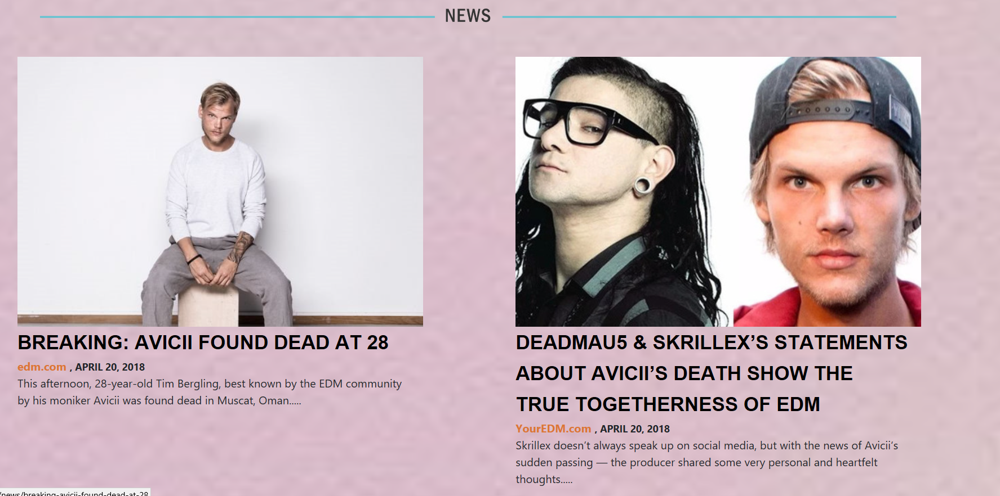 NEWS
BREAKING: AVICII FOUND DEAD AT 28
edm.com , APRIL 20, 2018
This afternoon, 28-year-old Tim Bergling, best known by the EDM community
by his moniker Avicii was found dead in Muscat, Oman.....
DEADMAU5 & SKRILLEX’S STATEMENTS
ABOUT AVICII’S DEATH SHOW THE
TRUE TOGETHERNESS OF EDM
YourEDM.com , APRIL 20, 2018
Skrillex doesn’t always speak up on social media, but with the news of Avicii’s
sudden passing — the producer shared some very personal and heartfelt
thoughts.....
/news/breaking-avicii-found-dead-at-28